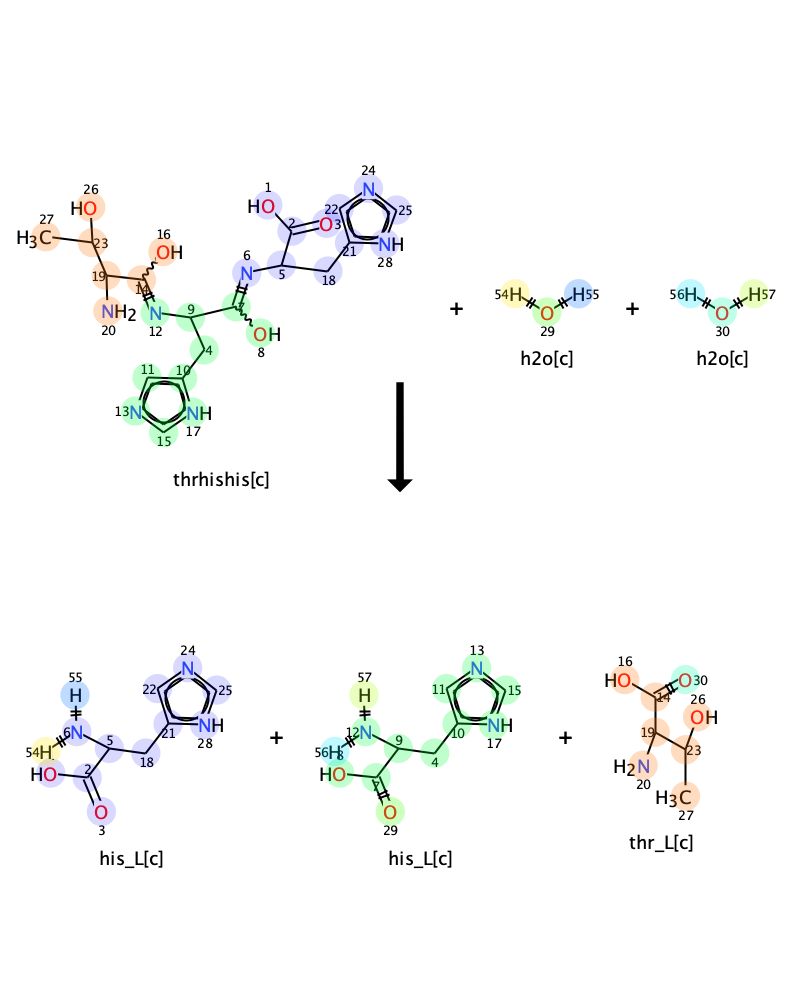 24
26 1 N
HO HO 22 25
27 16 2 O 3
H3C 23 OH 6 NH
19 N 5 21 28
14 18 54 H H 55 56 H H 57
NH2 N 9 7 + O + O
20 12 OH 29 30
4 8 h2o[c] h2o[c]
11 10
13 N NH
17
15
thrhishis[c]
24 13
55 N 57 N 16
H 22 25 H 11 15 HO O 30
14 26
6 N 5 21 NH 12 N 9 10 NH 19 OH
54 H 28 + 56 H 8 17 + 23
HO 2 18 HO 7 4 H2N
20
O O H3C
3 29 27
his_L[c] his_L[c] thr_L[c]